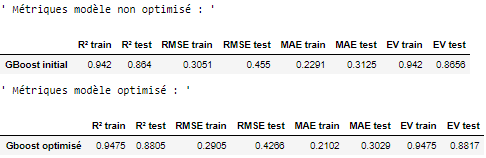 ' Métriques modèle non optimisé : '
R² train R² test RMSE train RMSE test MAE train MAE test EV train EV test
GBoost initial 0.942 0.864 0.3051 0.455 0.2291 0.3125 0.942 0.8656
' Métriques modèle optimisé : '
R² train R² test RMSE train RMSE test MAE train MAE test EV train EV test
Gboost optimisé 0.9475 0.8805 0.2905 0.4266 0.2102 0.3029 0.9475 0.8817